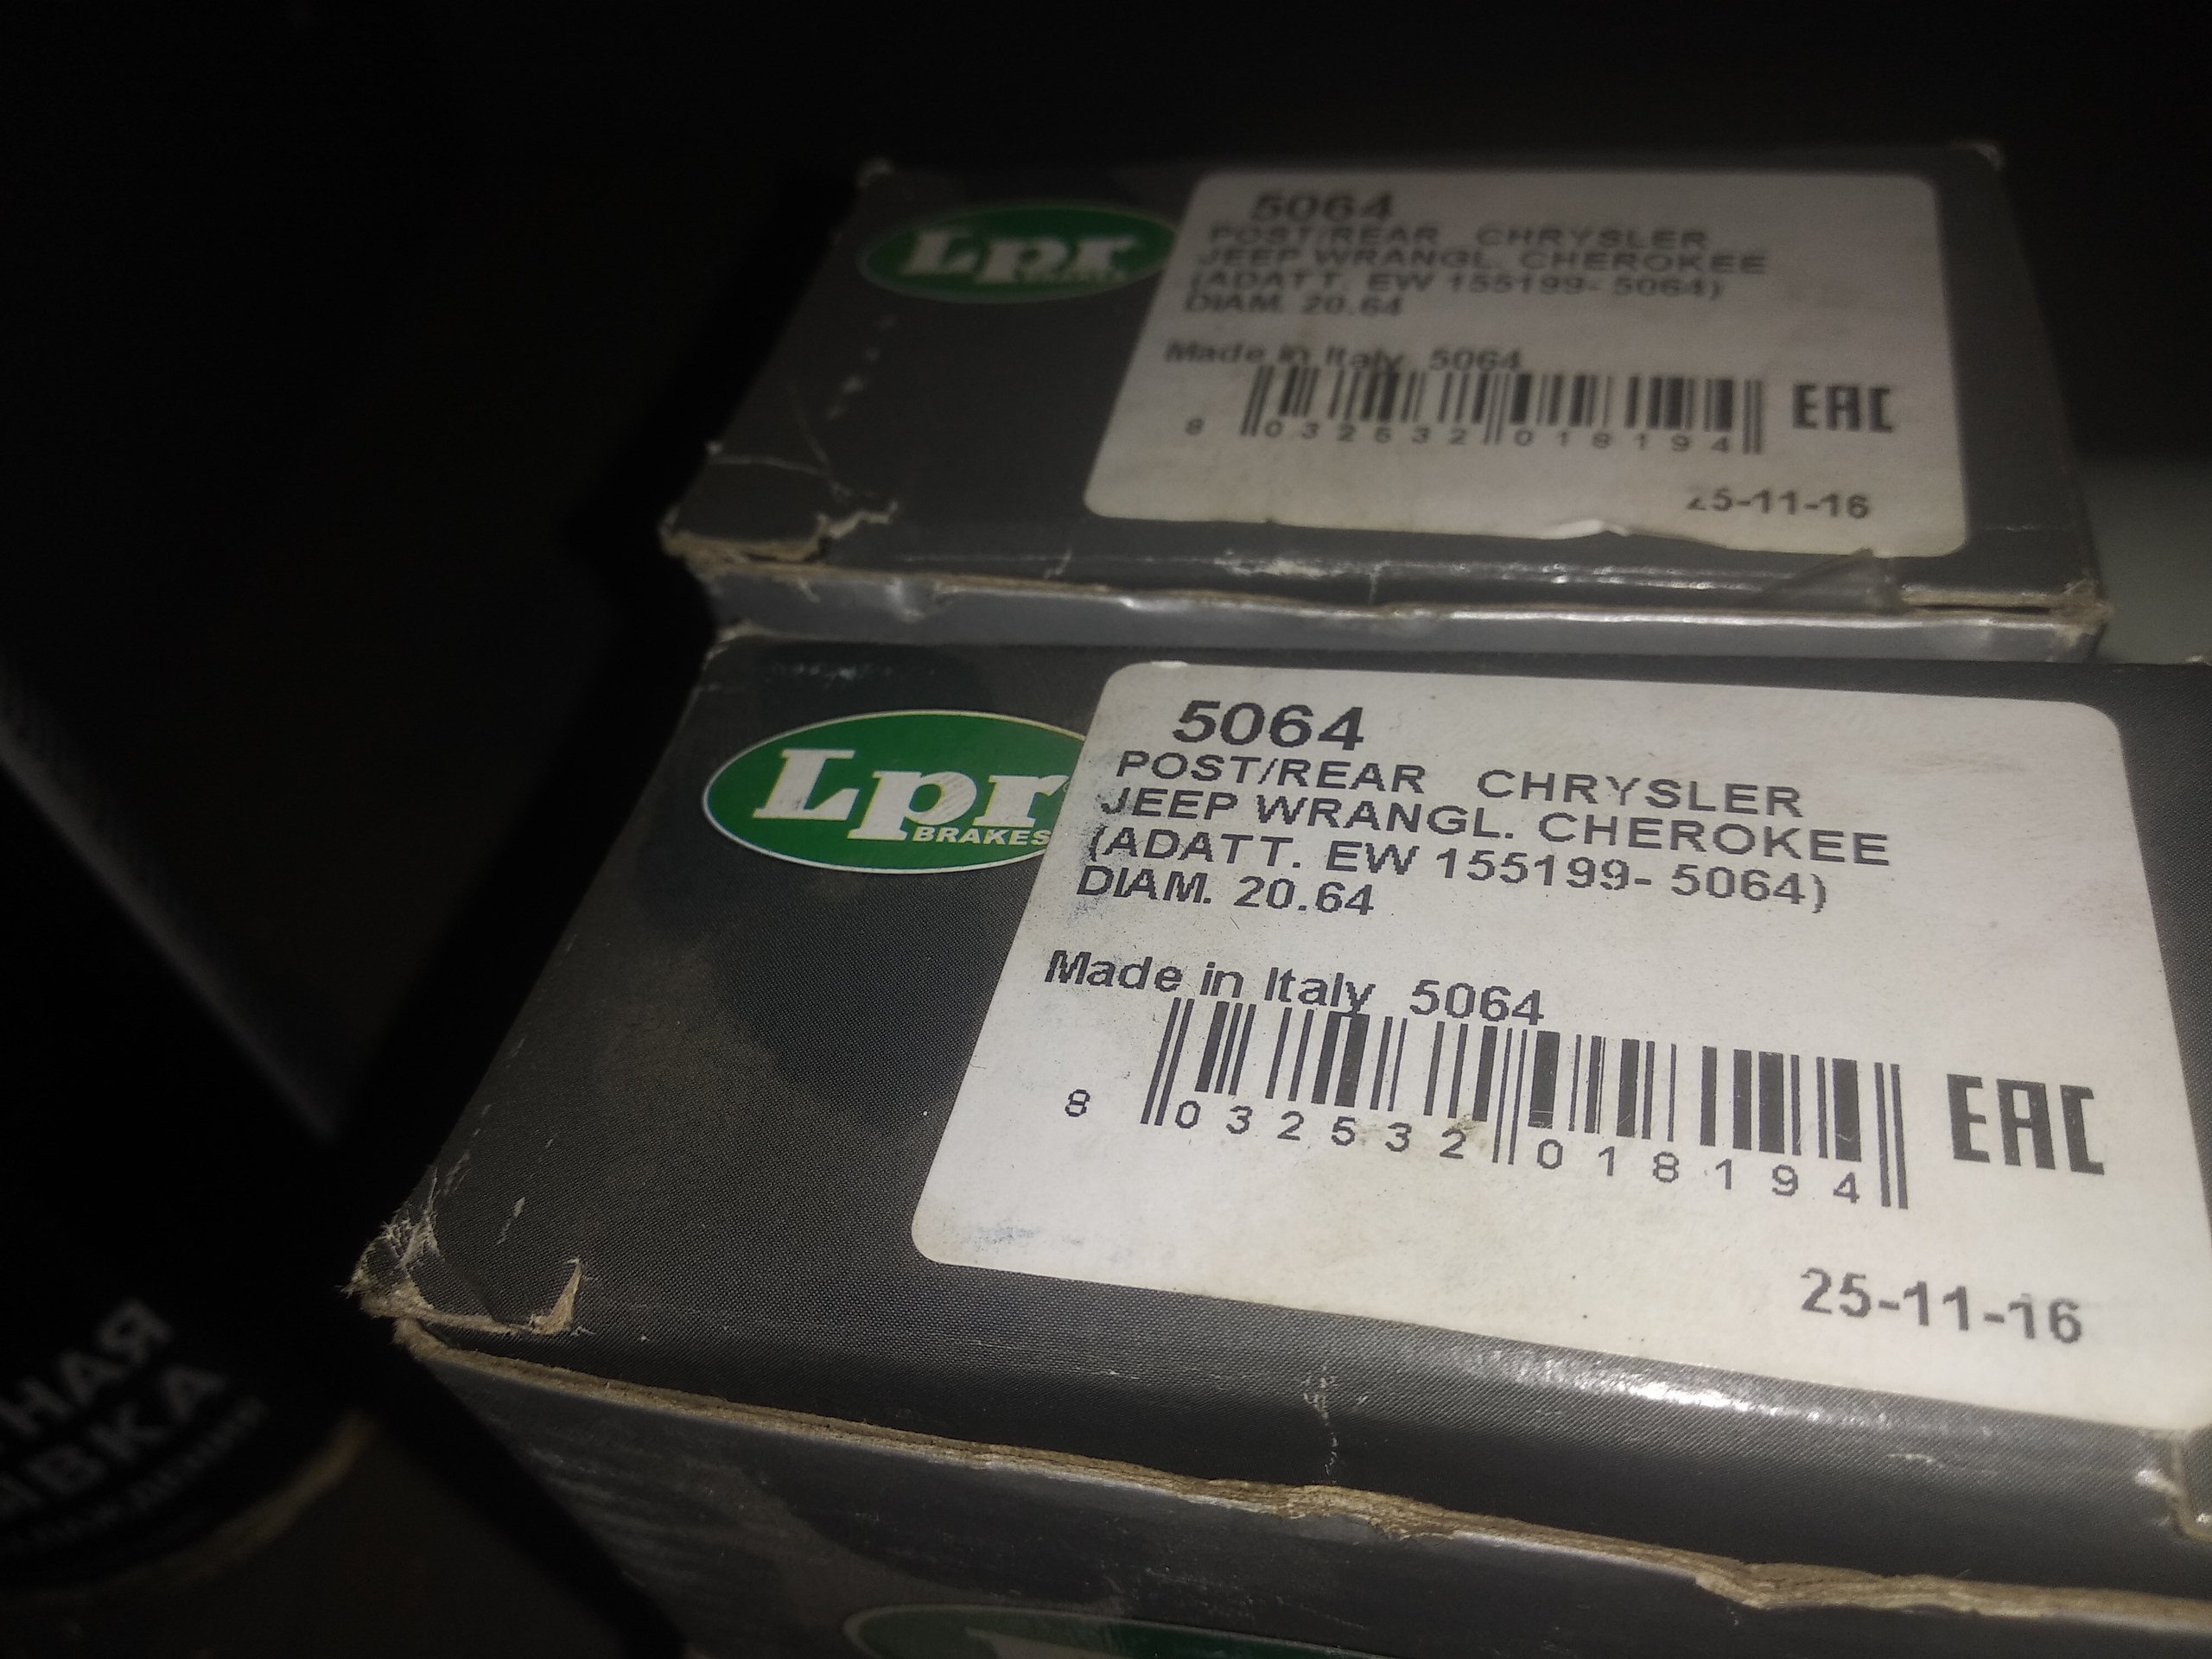 Lpr
5064
POST/REAR CHRYSLER
JEEP WRANGL. CHEROKEE
(ADATT. EW 155199- 5064)
DIAM. 20.64
Made in Italy 5064
8 032532 018194
EAC
25-11-16
Lpr
BRAKES
5064
POST/REAR CHRYSLER
JEEP WRANGL. CHEROKEE
(ADATT. EW 155199- 5064)
DIAM. 20.64
Made in Italy 5064
8 032532 018194
EAC
25-11-16